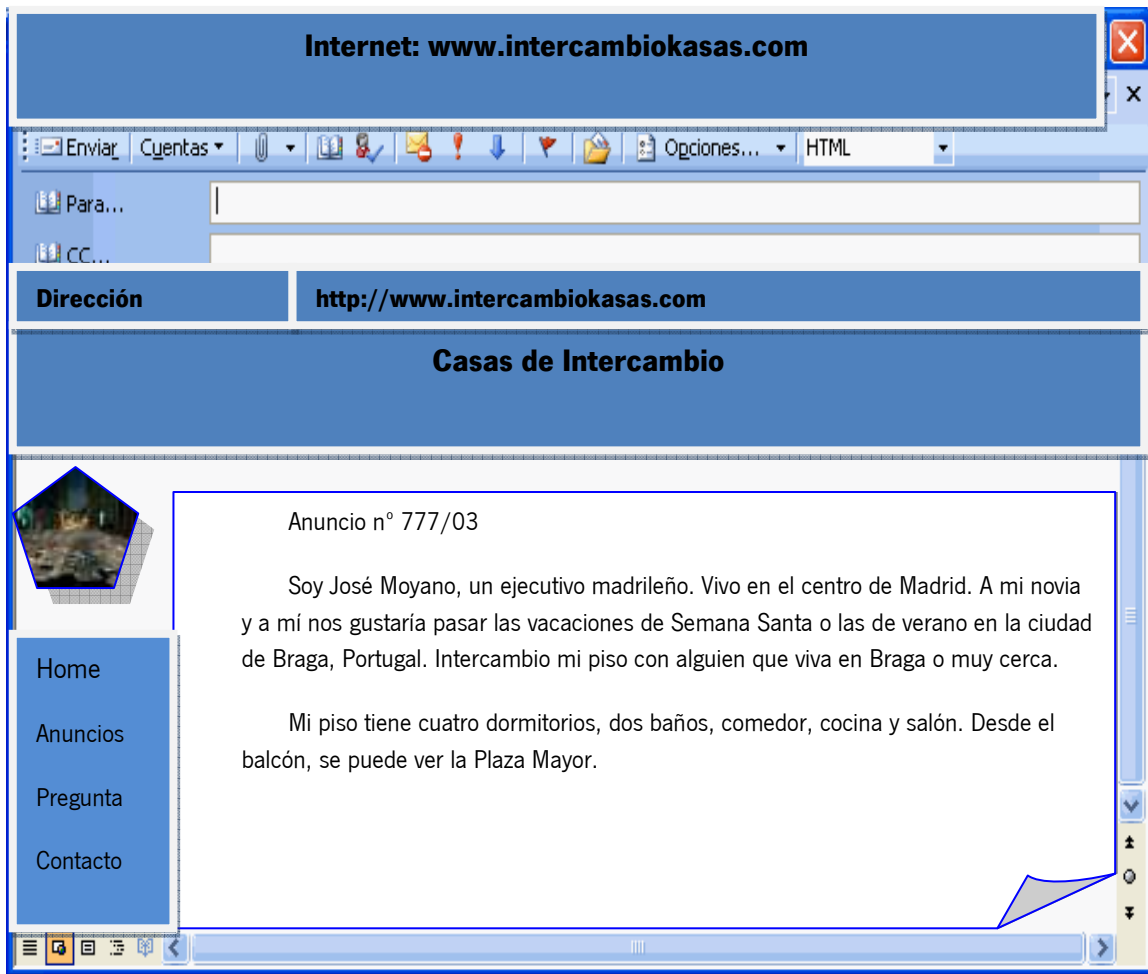 Internet: www.intercambiokasas.com
Enviar Cuentas Opciones... HTML
Para...
CC...
Dirección http://www.intercambiokasas.com
Casas de Intercambio
Anuncio nº 777/03
Soy José Moyano, un ejecutivo madrileño. Vivo en el centro de Madrid. A mi novia
y a mí nos gustaría pasar las vacaciones de Semana Santa o las de verano en la ciudad
de Braga, Portugal. Intercambio mi piso con alguien que viva en Braga o muy cerca.
Mi piso tiene cuatro dormitorios, dos baños, comedor, cocina y salón. Desde el
balcón, se puede ver la Plaza Mayor.
Home
Anuncios
Pregunta
Contacto